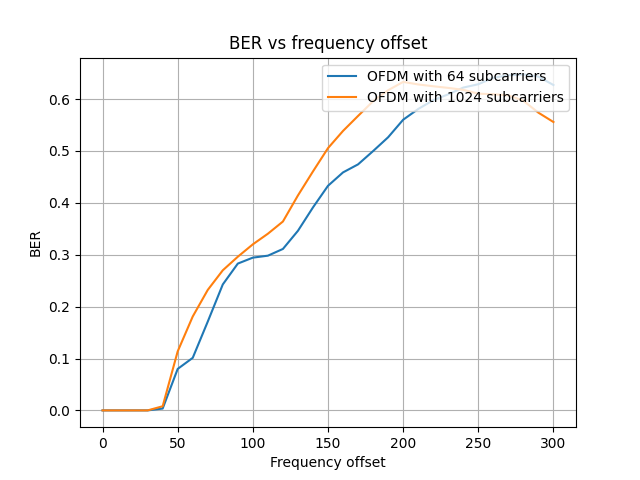 BER vs frequency offset
OFDM with 64 subcarriers
OFDM with 1024 subcarriers
0.6
0.5
0.4
0.3
0.2
0.1
0.0
BER
0 50 100 150 200 250 300
Frequency offset